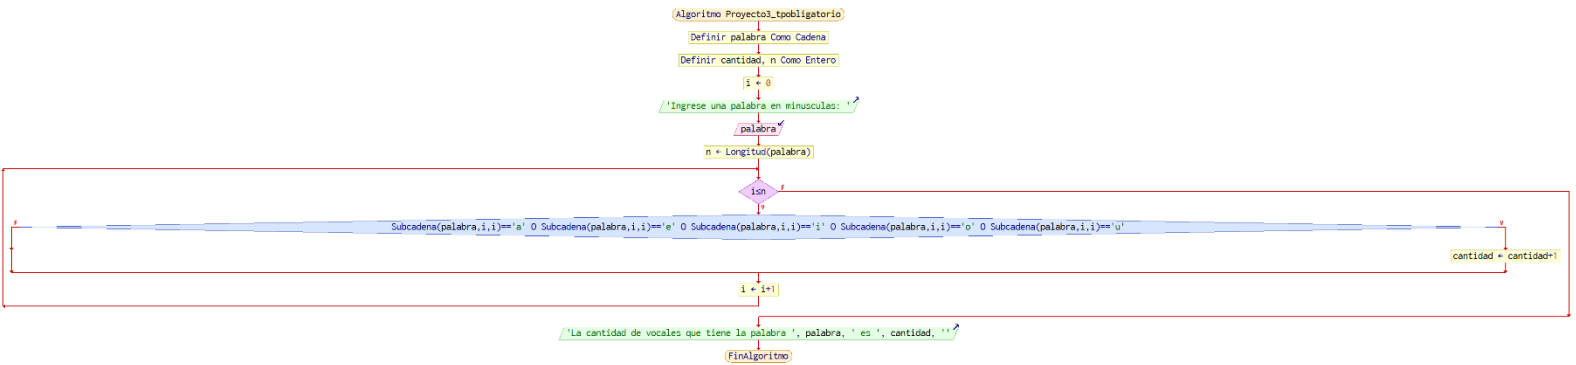 Algoritmo Proyecto3_tpobligatorio
Definir palabra Como Cadena
Definir cantidad, n Como Entero
i ← 0
'Ingrese una palabra en minusculas: '
palabra
n ← Longitud(palabra)
i≤n
F
V
Subcadena(palabra,i,i)=='a' O Subcadena(palabra,i,i)=='e' O Subcadena(palabra,i,i)=='i' O Subcadena(palabra,i,i)=='o' O Subcadena(palabra,i,i)=='u'
F
V
cantidad ← cantidad+1
i ← i+1
'La cantidad de vocales que tiene la palabra ', palabra, ' es ', cantidad, ''
FinAlgoritmo